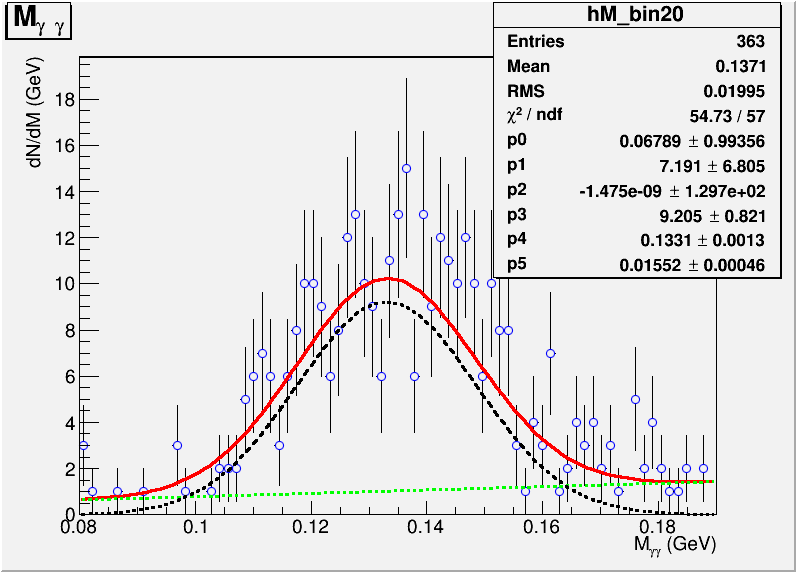 Mγ γ
hM_bin20
Entries 363
Mean 0.1371
RMS 0.01995
χ² / ndf 54.73 / 57
p0 0.06789 ± 0.99356
p1 7.191 ± 6.805
p2 -1.475e-09 ± 1.297e+02
p3 9.205 ± 0.821
p4 0.1331 ± 0.0013
p5 0.01552 ± 0.00046
dN/dM (GeV)
18
16
14
12
10
8
6
4
2
0
0.08 0.1 0.12 0.14 0.16 0.18
Mγγ (GeV)